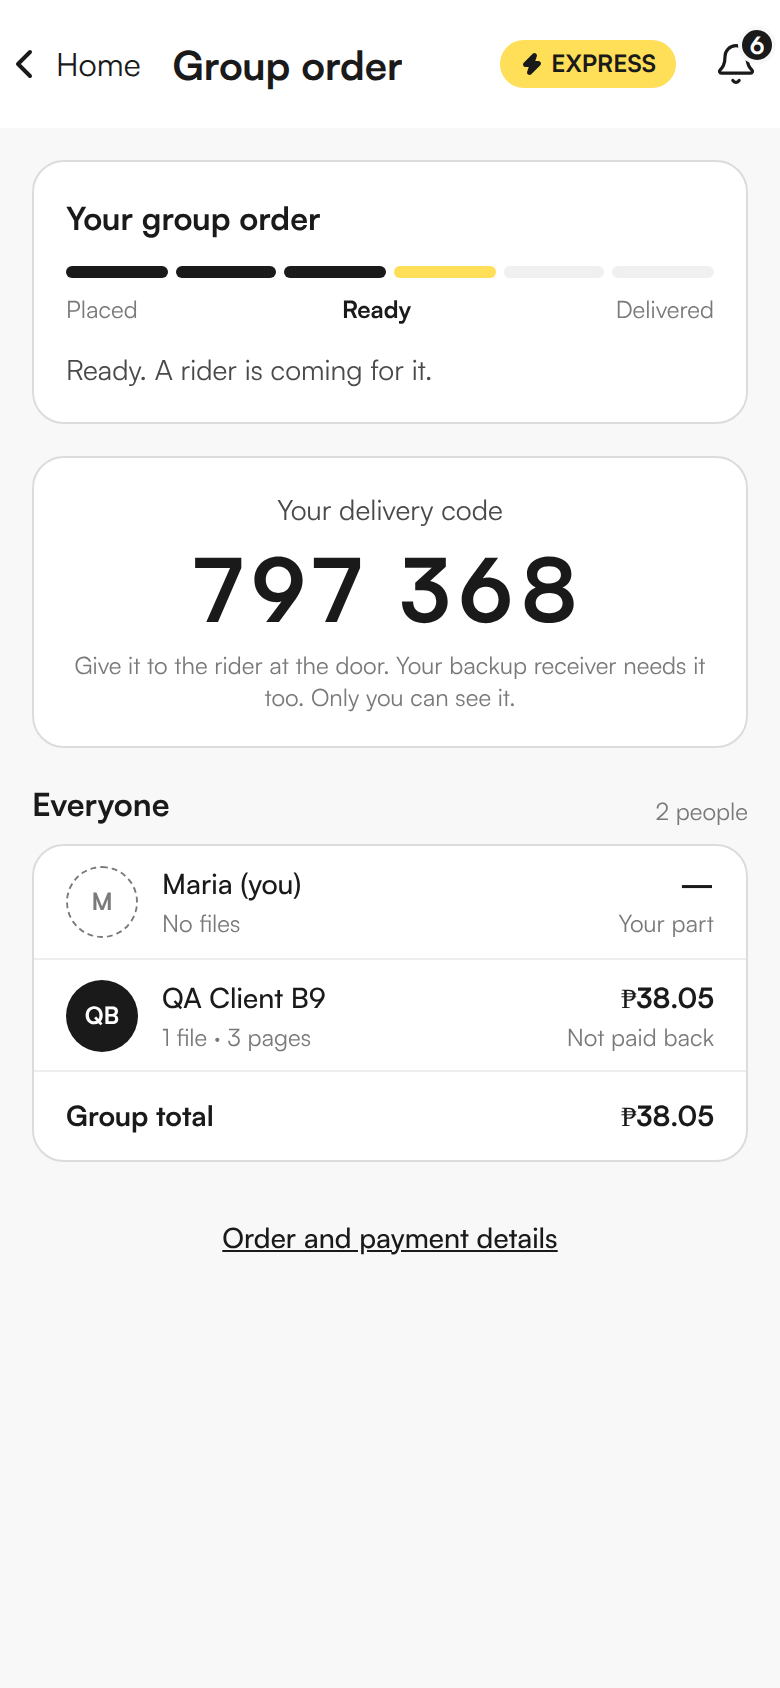 Home Group order EXPRESS 6
Your group order
Placed Ready Delivered
Ready. A rider is coming for it.
Your delivery code
797 368
Give it to the rider at the door. Your backup receiver needs it
too. Only you can see it.
Everyone 2 people
M Maria (you) —
No files Your part
QB QA Client B9 ₱38.05
1 file • 3 pages Not paid back
Group total ₱38.05
Order and payment details